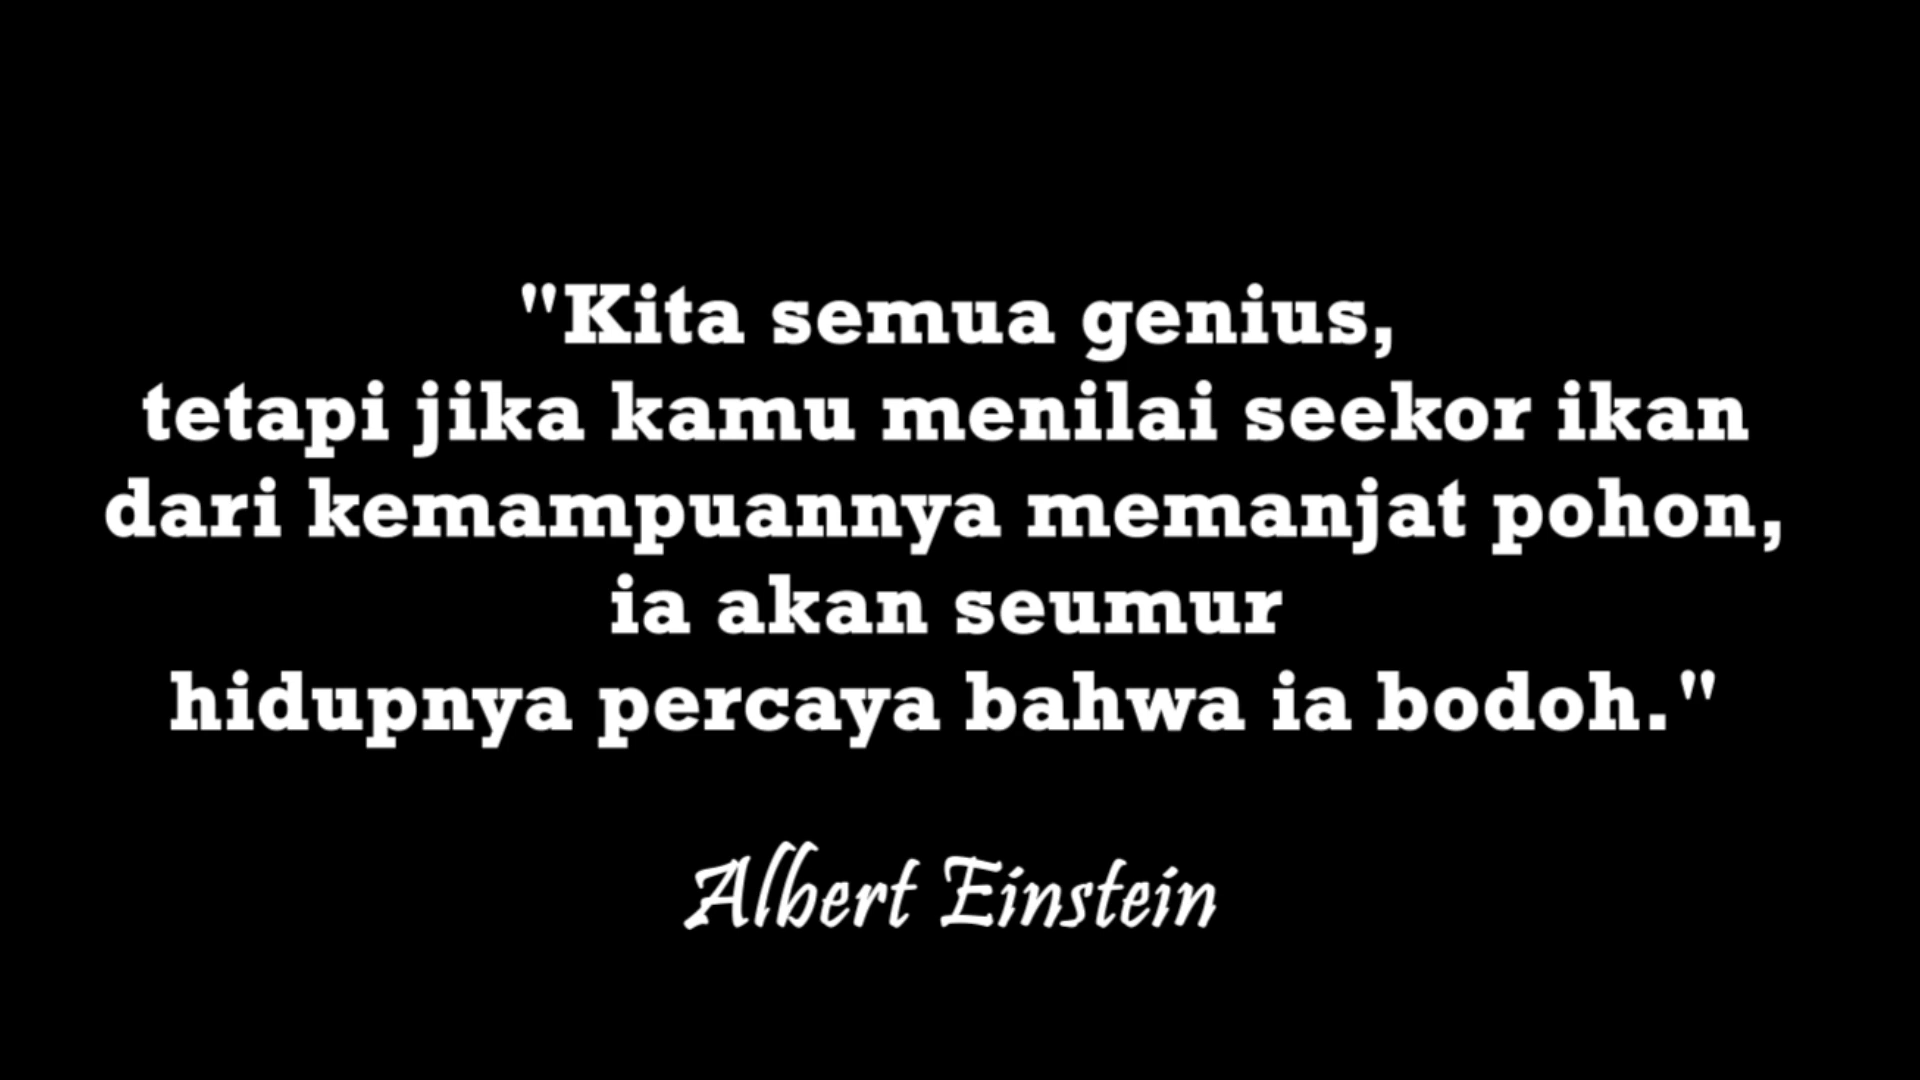 "Kita semua genius,
tetapi jika kamu menilai seekor ikan
dari kemampuannya memanjat pohon,
ia akan seumur
hidupnya percaya bahwa ia bodoh."
Albert Einstein